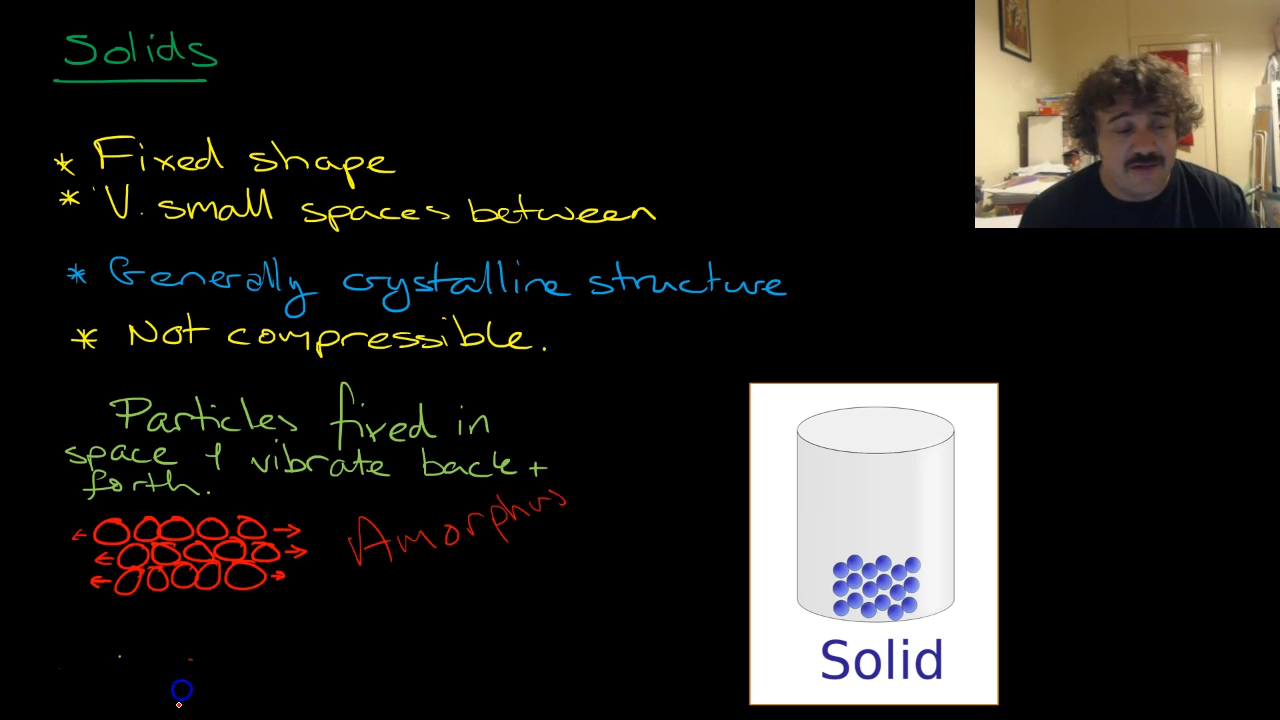 Solids
* Fixed shape
* V. small spaces between
* Generally crystalline structure
* Not compressible.
Particles fixed in
space + vibrate back +
forth.
Amorphus
Solid